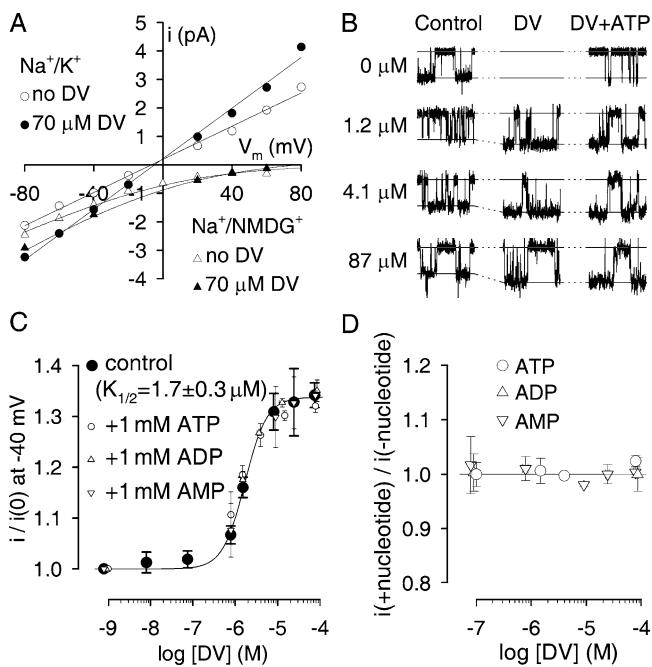 A
i (pA)
Na⁺/K⁺
○ no DV
● 70 μM DV
5
4
3
2
1
Vm (mV)
-80
-40
40
80
-1
-2
-3
-4
Na⁺/NMDG⁺
△ no DV
▲ 70 μM DV
B
Control
DV
DV+ATP
0 μM
1.2 μM
4.1 μM
87 μM
C
i / i(0) at -40 mV
1.4
1.3
1.2
1.1
1.0
● control
(K1/2=1.7±0.3 μM)
○ +1 mM ATP
△ +1 mM ADP
▽ +1 mM AMP
-9
-8
-7
-6
-5
-4
log [DV] (M)
D
i(+nucleotide) / i(-nucleotide)
1.2
1.1
1.0
0.9
0.8
○ ATP
△ ADP
▽ AMP
-7
-6
-5
-4
log [DV] (M)